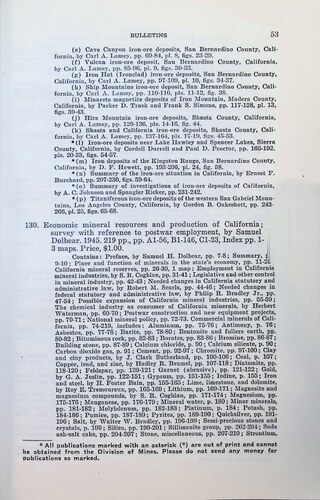 BULLETINS 53
(e) Cave Canyon iron-ore deposits, San Bernardino County, Cali-
fornia, by Carl A. Lamey, pp. 69-84, pl. 8, figs. 23-29.
(f) Vulcan iron-ore deposit, San Bernardino County, California,
by Carl A. Lamey, pp. 85-96, pl. 9, figs. 30-33.
(g) Iron Hat (Ironclad) iron-ore deposits, San Bernardino County,
California, by Carl A. Lamey, pp. 97-109, pl. 10, figs. 34-37.
(h) Ship Mountains iron-ore deposit, San Bernardino County, Cali-
fornia, by Carl A. Lamey, pp. 110-116, pls. 11-12, fig. 38.
(i) Minarets magnetite deposits of Iron Mountain, Madera County,
California, by Parker D. Trask and Frank S. Simons, pp. 117-128, pl. 13,
figs. 39-43.
(j) Hirz Mountain iron-ore deposits, Shasta County, California, by
Carl A. Lamey, pp. 129-136, pls. 14-16, fig. 44.
(k) Shasta and California iron-ore deposits, Shasta County, Cali-
fornia, by Carl A. Lamey, pp. 137-164, pls. 17-19, figs. 45-53.
*(l) Iron deposits near Lake Hawley and Spencer Lakes, Sierra
County, California, by Cordell Durrell and Paul D. Proctor, pp. 165-192,
pls. 20-23, figs. 54-57.
*(m) Iron deposits of the Kingston Range, San Bernardino County,
California, by D. F. Hewett, pp. 193-206, pl. 24, fig. 58.
*(n) Summary of the iron-ore situation in California, by Ernest F.
Burchard, pp. 207-230, figs. 59-64.
*(o) Summary of investigations of iron-ore deposits of California,
by A. C. Johnson and Spangler Ricker, pp. 231-242.
*(p) Titaniferous iron-ore deposits of the western San Gabriel Moun-
tains, Los Angeles County, California, by Gordon B. Oakeshott, pp. 243-
266, pl. 25, figs. 65-68.
130. Economic mineral resources and production of California;
survey with reference to postwar employment, by Samuel
Dolbear. 1945. 219 pp., pp. A1-56, B1-146, C1-23, Index pp. 1-
3 maps. Price, $1.00.
Contains: Preface, by Samuel H. Dolbear, pp. 7-8; Summary, p
9-10; Place and function of minerals in the state's economy, pp. 11-25
California mineral reserves, pp. 26-30, 1 map; Employment in California
mineral industries, by S. R. Coghlan, pp. 31-41; Legislative and other control
in mineral industry, pp. 42-43; Needed changes in California statutory and
administrative law, by Robert M. Searls, pp. 44-46; Needed changes in
federal statutory and administrative law, by Philip R. Bradley Jr. pp.
47-54; Possible expansion of California mineral industries, pp. 55-59;
The chemical industry as consumer of California minerals, by Herbert
Waterman, pp. 60-70; Postwar construction and new equipment projects,
pp. 70-71; National mineral policy, pp. 72-73. Commercial minerals of Cali-
fornia, pp. 74-219, includes: Aluminum, pp. 75-76; Antimony, p. 76;
Asbestos, pp. 77-78; Barite, pp. 78-80; Bentonite and fullers earth, pp.
80-82; Bituminous rock, pp. 82-83; Borates, pp. 83-86; Bromine, pp. 86-87;
Building stone, pp. 87-89; Calcium chloride, p. 90; Calcium silicate, p. 90;
Carbon dioxide gas, p. 91; Cement, pp. 92-97; Chromite, pp. 97-100; Clay
and clay products, by J. Clark Sutherland, pp. 100-106; Coal, p. 107;
pp. 107-118; Diatomite, pp.
118-120; Feldspar, pp. 120-121; Garnet (abrasive), pp. 121-122; Gold,
by G. A. Joslin, pp. 122-151; Gypsum, pp. 151-155; Iodine, p. 155; Iron
and steel, by H. Foster Bain, pp. 155-165; Lime, limestone, and dolomite,
by Roy E. Tremoureux, pp. 165-169; Lithium, pp. 169-171; Magnesite and
magnesium compounds, by S. R. Coghlan, pp. 171-174; Magnesium, pp.
175-176; Manganese, pp. 176-179; Mineral water, p. 180; Minor minerals,
pp. 181-182; Molybdenum, pp. 182-183; Platinum, p. 184; Potash, pp.
184-186; Pumice, pp. 187-189; Pyrites, pp. 189-190; Quicksilver, pp. 191-
196; Salt, by Walter W. Bradley, pp. 196-199; Semi-precious stones and
crystals, p. 199; Silica, pp. 199-201; Sillimanite group, pp. 202-204; Soda
ash-salt cake, pp. 204-207; Stone, miscellaneous, pp. 207-219; Strontium,
* All publications marked with an asterisk (*) are out of print and cannot
be obtained from the Division of Mines. Please do not send any money for
publications so marked.